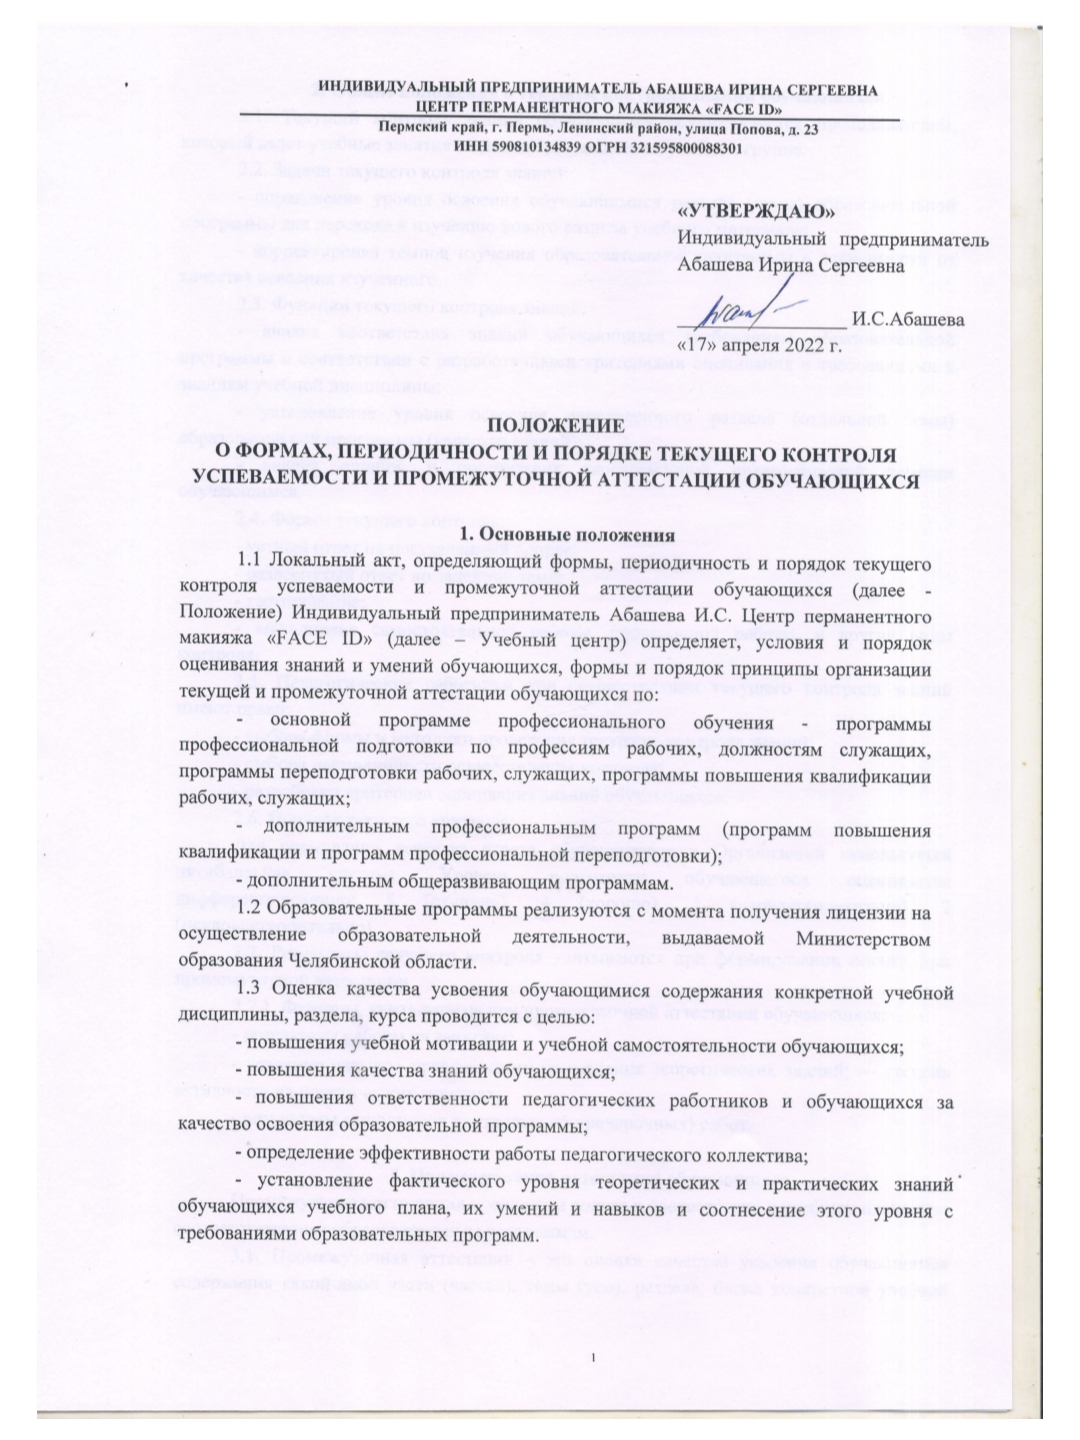 ИНДИВИДУАЛЬНЫЙ ПРЕДПРИНИМАТЕЛЬ АБАШЕВА ИРИНА СЕРГЕЕВНА
ЦЕНТР ПЕРМАНЕНТНОГО МАКИЯЖА «FACE ID»
Пермский край, г. Пермь, Ленинский район, улица Попова, д. 23
ИНН 590810134839 ОГРН 321595800088301
«УТВЕРЖДАЮ»
Индивидуальный предприниматель
Абашева Ирина Сергеевна
И.С.Абашева
«17» апреля 2022 г.
ПОЛОЖЕНИЕ
О ФОРМАХ, ПЕРИОДИЧНОСТИ И ПОРЯДКЕ ТЕКУЩЕГО КОНТРОЛЯ
УСПЕВАЕМОСТИ И ПРОМЕЖУТОЧНОЙ АТТЕСТАЦИИ ОБУЧАЮЩИХСЯ
1. Основные положения
1.1 Локальный акт, определяющий формы, периодичность и порядок текущего
контроля успеваемости и промежуточной аттестации обучающихся (далее -
Положение) Индивидуальный предприниматель Абашева И.С. Центр перманентного
макияжа «FACE ID» (далее – Учебный центр) определяет, условия и порядок
оценивания знаний и умений обучающихся, формы и порядок принципы организации
текущей и промежуточной аттестации обучающихся по:
- основной программе профессионального обучения - программы
профессиональной подготовки по профессиям рабочих, должностям служащих,
программы переподготовки рабочих, служащих, программы повышения квалификации
рабочих, служащих;
- дополнительным профессиональным программ (программ повышения
квалификации и программ профессиональной переподготовки);
- дополнительным общеразвивающим программам.
1.2 Образовательные программы реализуются с момента получения лицензии на
осуществление образовательной деятельности, выдаваемой Министерством
образования Челябинской области.
1.3 Оценка качества усвоения обучающимися содержания конкретной учебной
дисциплины, раздела, курса проводится с целью:
- повышения учебной мотивации и учебной самостоятельности обучающихся;
- повышения качества знаний обучающихся;
- повышения ответственности педагогических работников и обучающихся за
качество освоения образовательной программы;
- определение эффективности работы педагогического коллектива;
- установление фактического уровня теоретических и практических знаний
обучающихся учебного плана, их умений и навыков и соотнесение этого уровня с
требованиями образовательных программ.
1